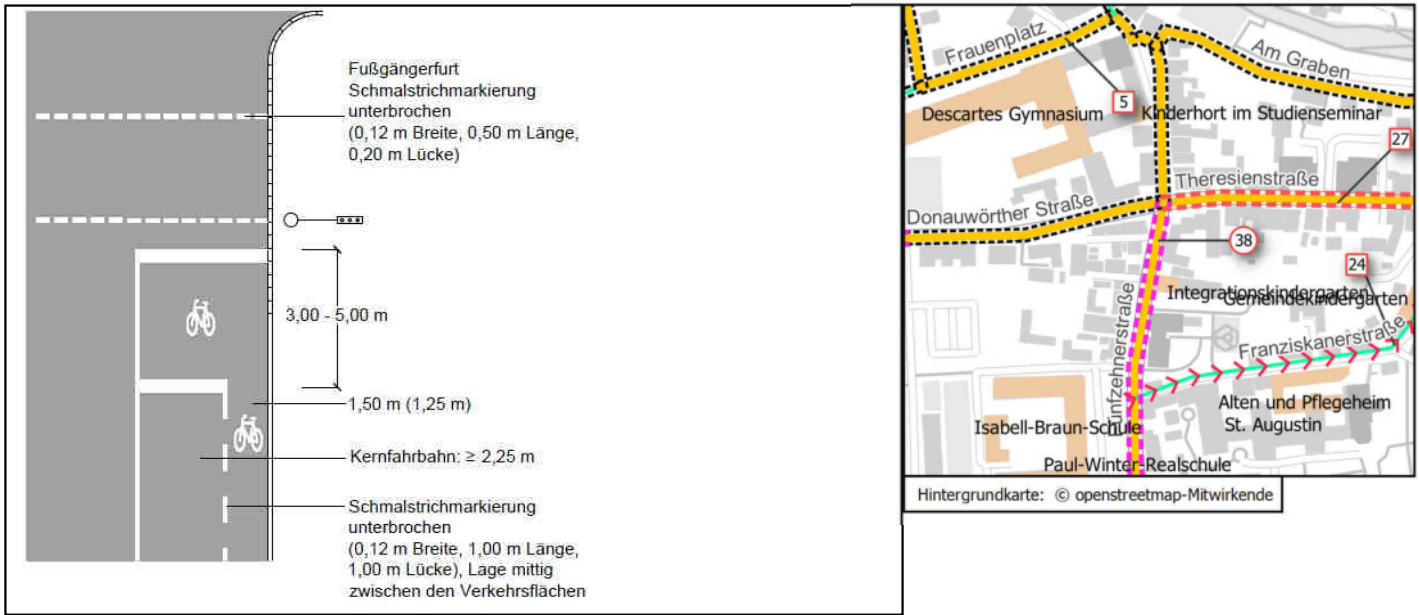 Fußgängerfurt
Schmalstrichmarkierung
unterbrochen
(0,12 m Breite, 0,50 m Länge,
0,20 m Lücke)
3,00 - 5,00 m
1,50 m (1,25 m)
Kernfahrbahn: ≥ 2,25 m
Schmalstrichmarkierung
unterbrochen
(0,12 m Breite, 1,00 m Länge,
1,00 m Lücke), Lage mittig
zwischen den Verkehrsflächen
Frauenplatz
Am Graben
5
Descartes Gymnasium
Kinderhort im Studienseminar
27
Theresienstraße
Donauwörther Straße
38
24
Integrationskindergarten
Gemeindekindergarten
Fünfzehnerstraße
Franziskanerstraße
Alten und Pflegeheim
St. Augustin
Isabell-Braun-Schule
Paul-Winter-Realschule
Hintergrundkarte: © openstreetmap-Mitwirkende